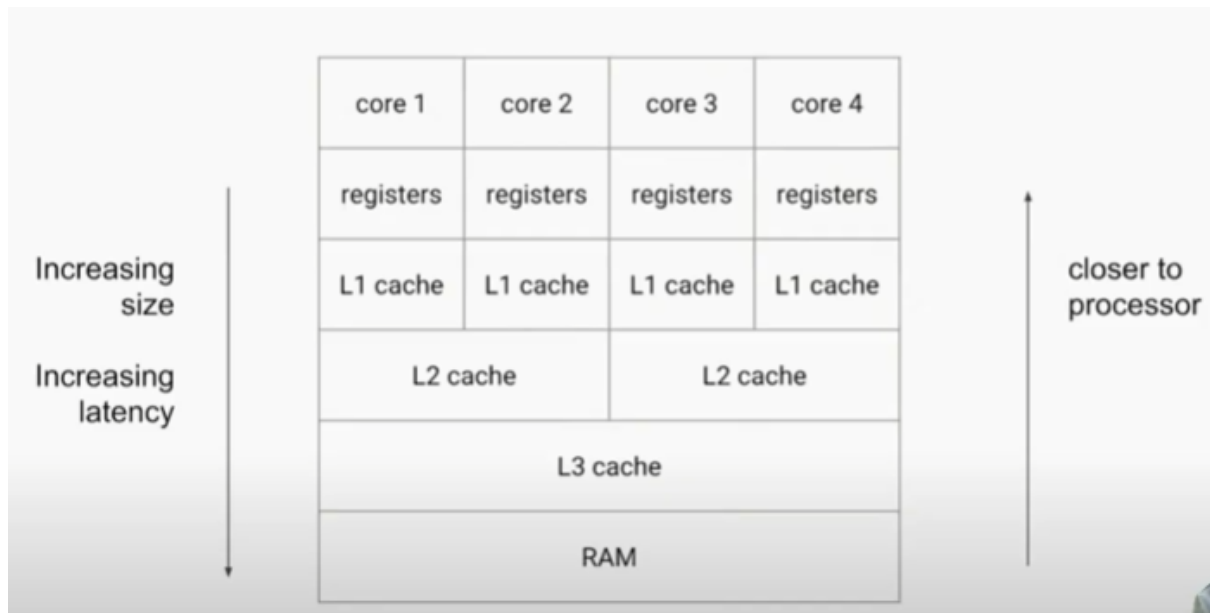 core 1 core 2 core 3 core 4
registers registers registers registers
Increasing
size
L1 cache L1 cache L1 cache L1 cache
closer to
processor
Increasing
latency
L2 cache L2 cache
L3 cache
RAM